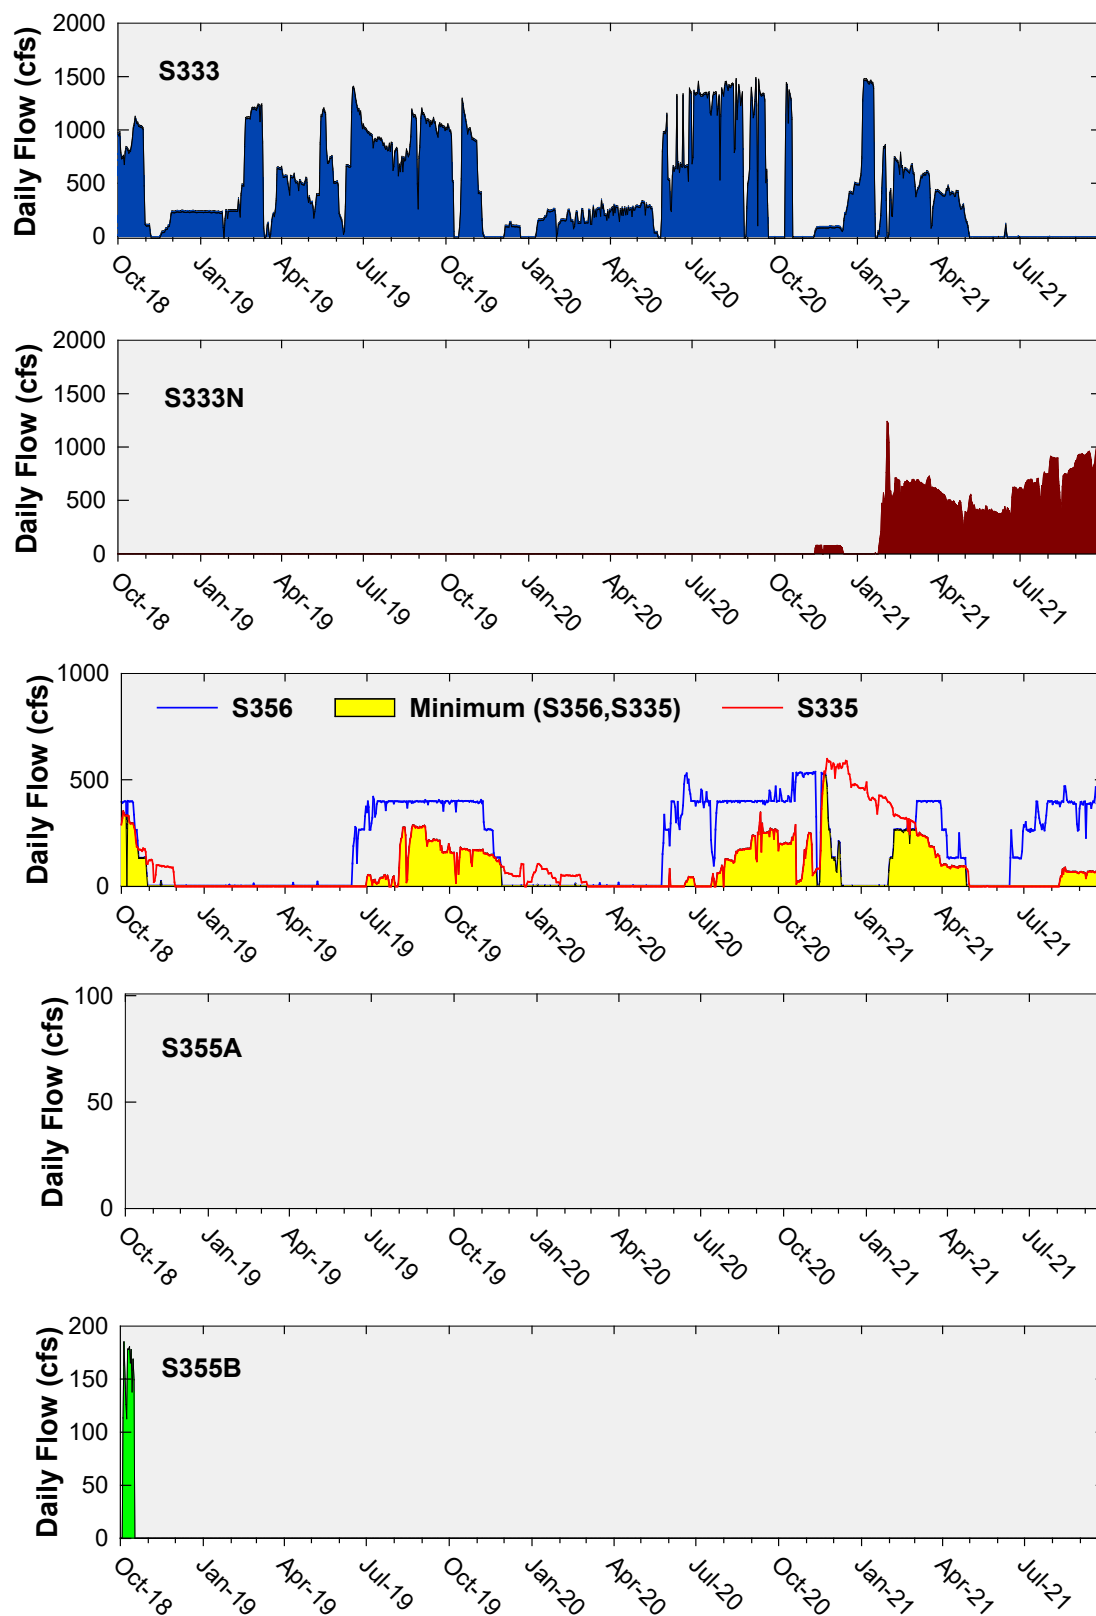 Daily Flow (cfs)
2000
1500
1000
500
0
S333
Oct-18 Jan-19 Apr-19 Jul-19 Oct-19 Jan-20 Apr-20 Jul-20 Oct-20 Jan-21 Apr-21 Jul-21
Daily Flow (cfs)
2000
1500
1000
500
0
S333N
Oct-18 Jan-19 Apr-19 Jul-19 Oct-19 Jan-20 Apr-20 Jul-20 Oct-20 Jan-21 Apr-21 Jul-21
Daily Flow (cfs)
1000
500
0
S356 Minimum (S356,S335) S335
Oct-18 Jan-19 Apr-19 Jul-19 Oct-19 Jan-20 Apr-20 Jul-20 Oct-20 Jan-21 Apr-21 Jul-21
Daily Flow (cfs)
100
50
0
S355A
Oct-18 Jan-19 Apr-19 Jul-19 Oct-19 Jan-20 Apr-20 Jul-20 Oct-20 Jan-21 Apr-21 Jul-21
Daily Flow (cfs)
200
150
100
50
0
S355B
Oct-18 Jan-19 Apr-19 Jul-19 Oct-19 Jan-20 Apr-20 Jul-20 Oct-20 Jan-21 Apr-21 Jul-21